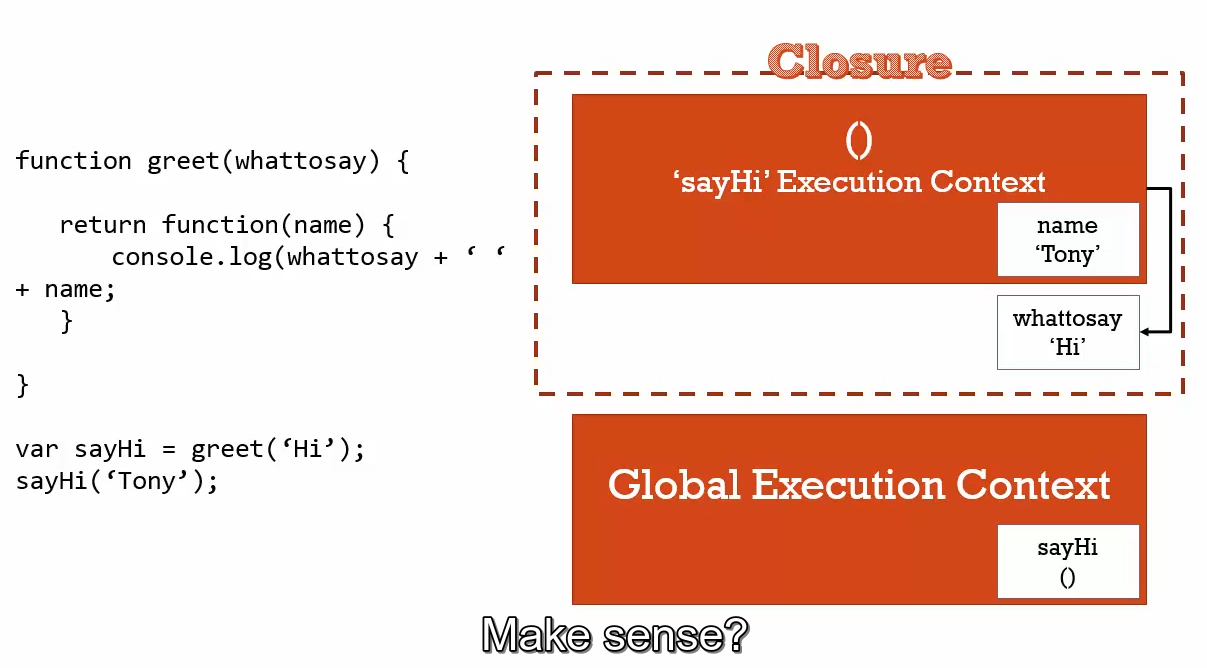 function greet(whattosay) {
return function(name) {
console.log(whattosay + ‘ ‘
+ name;
}
}
var sayHi = greet(‘Hi’);
sayHi(‘Tony’);
Closure
()
‘sayHi’ Execution Context
name
‘Tony’
whattosay
‘Hi’
Global Execution Context
sayHi
()
Make sense?